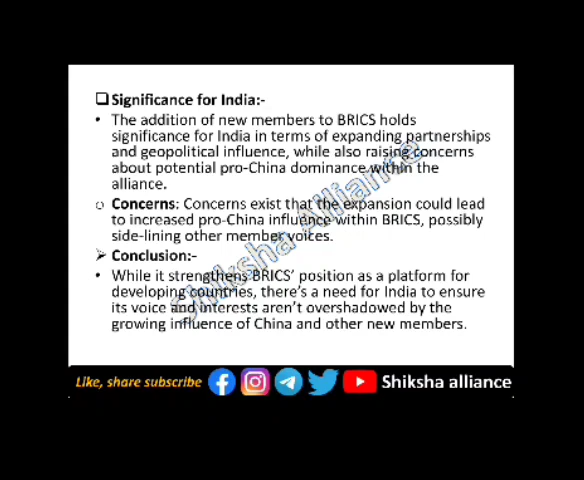 ❑ Significance for India:-
• The addition of new members to BRICS holds
significance for India in terms of expanding partnerships
and geopolitical influence, while also raising concerns
about potential pro-China dominance within the
alliance.
o Concerns: Concerns exist that the expansion could lead
to increased pro-China influence within BRICS, possibly
side-lining other member voices.
➢ Conclusion:-
• While it strengthens BRICS' position as a platform for
developing countries, there's a need for India to ensure
its voice and interests aren't overshadowed by the
growing influence of China and other new members.
Shiksha Alliance
Like, share subscribe
Shiksha alliance